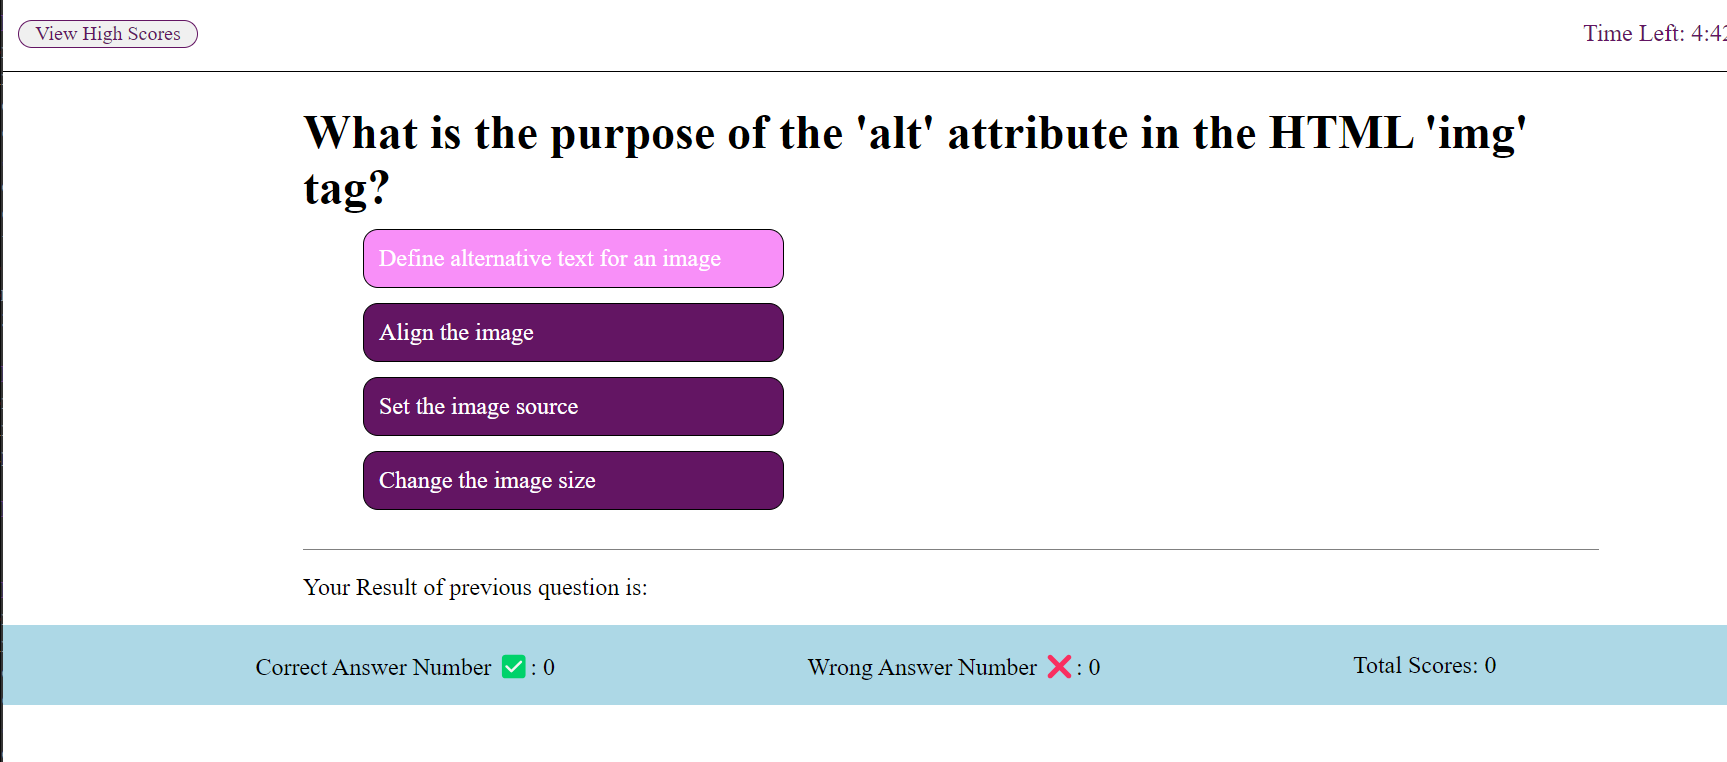 View High Scores
Time Left: 4:42
What is the purpose of the 'alt' attribute in the HTML 'img'
tag?
Define alternative text for an image
Align the image
Set the image source
Change the image size
Your Result of previous question is:
Correct Answer Number ✅ : 0
Wrong Answer Number ❌ : 0
Total Scores: 0